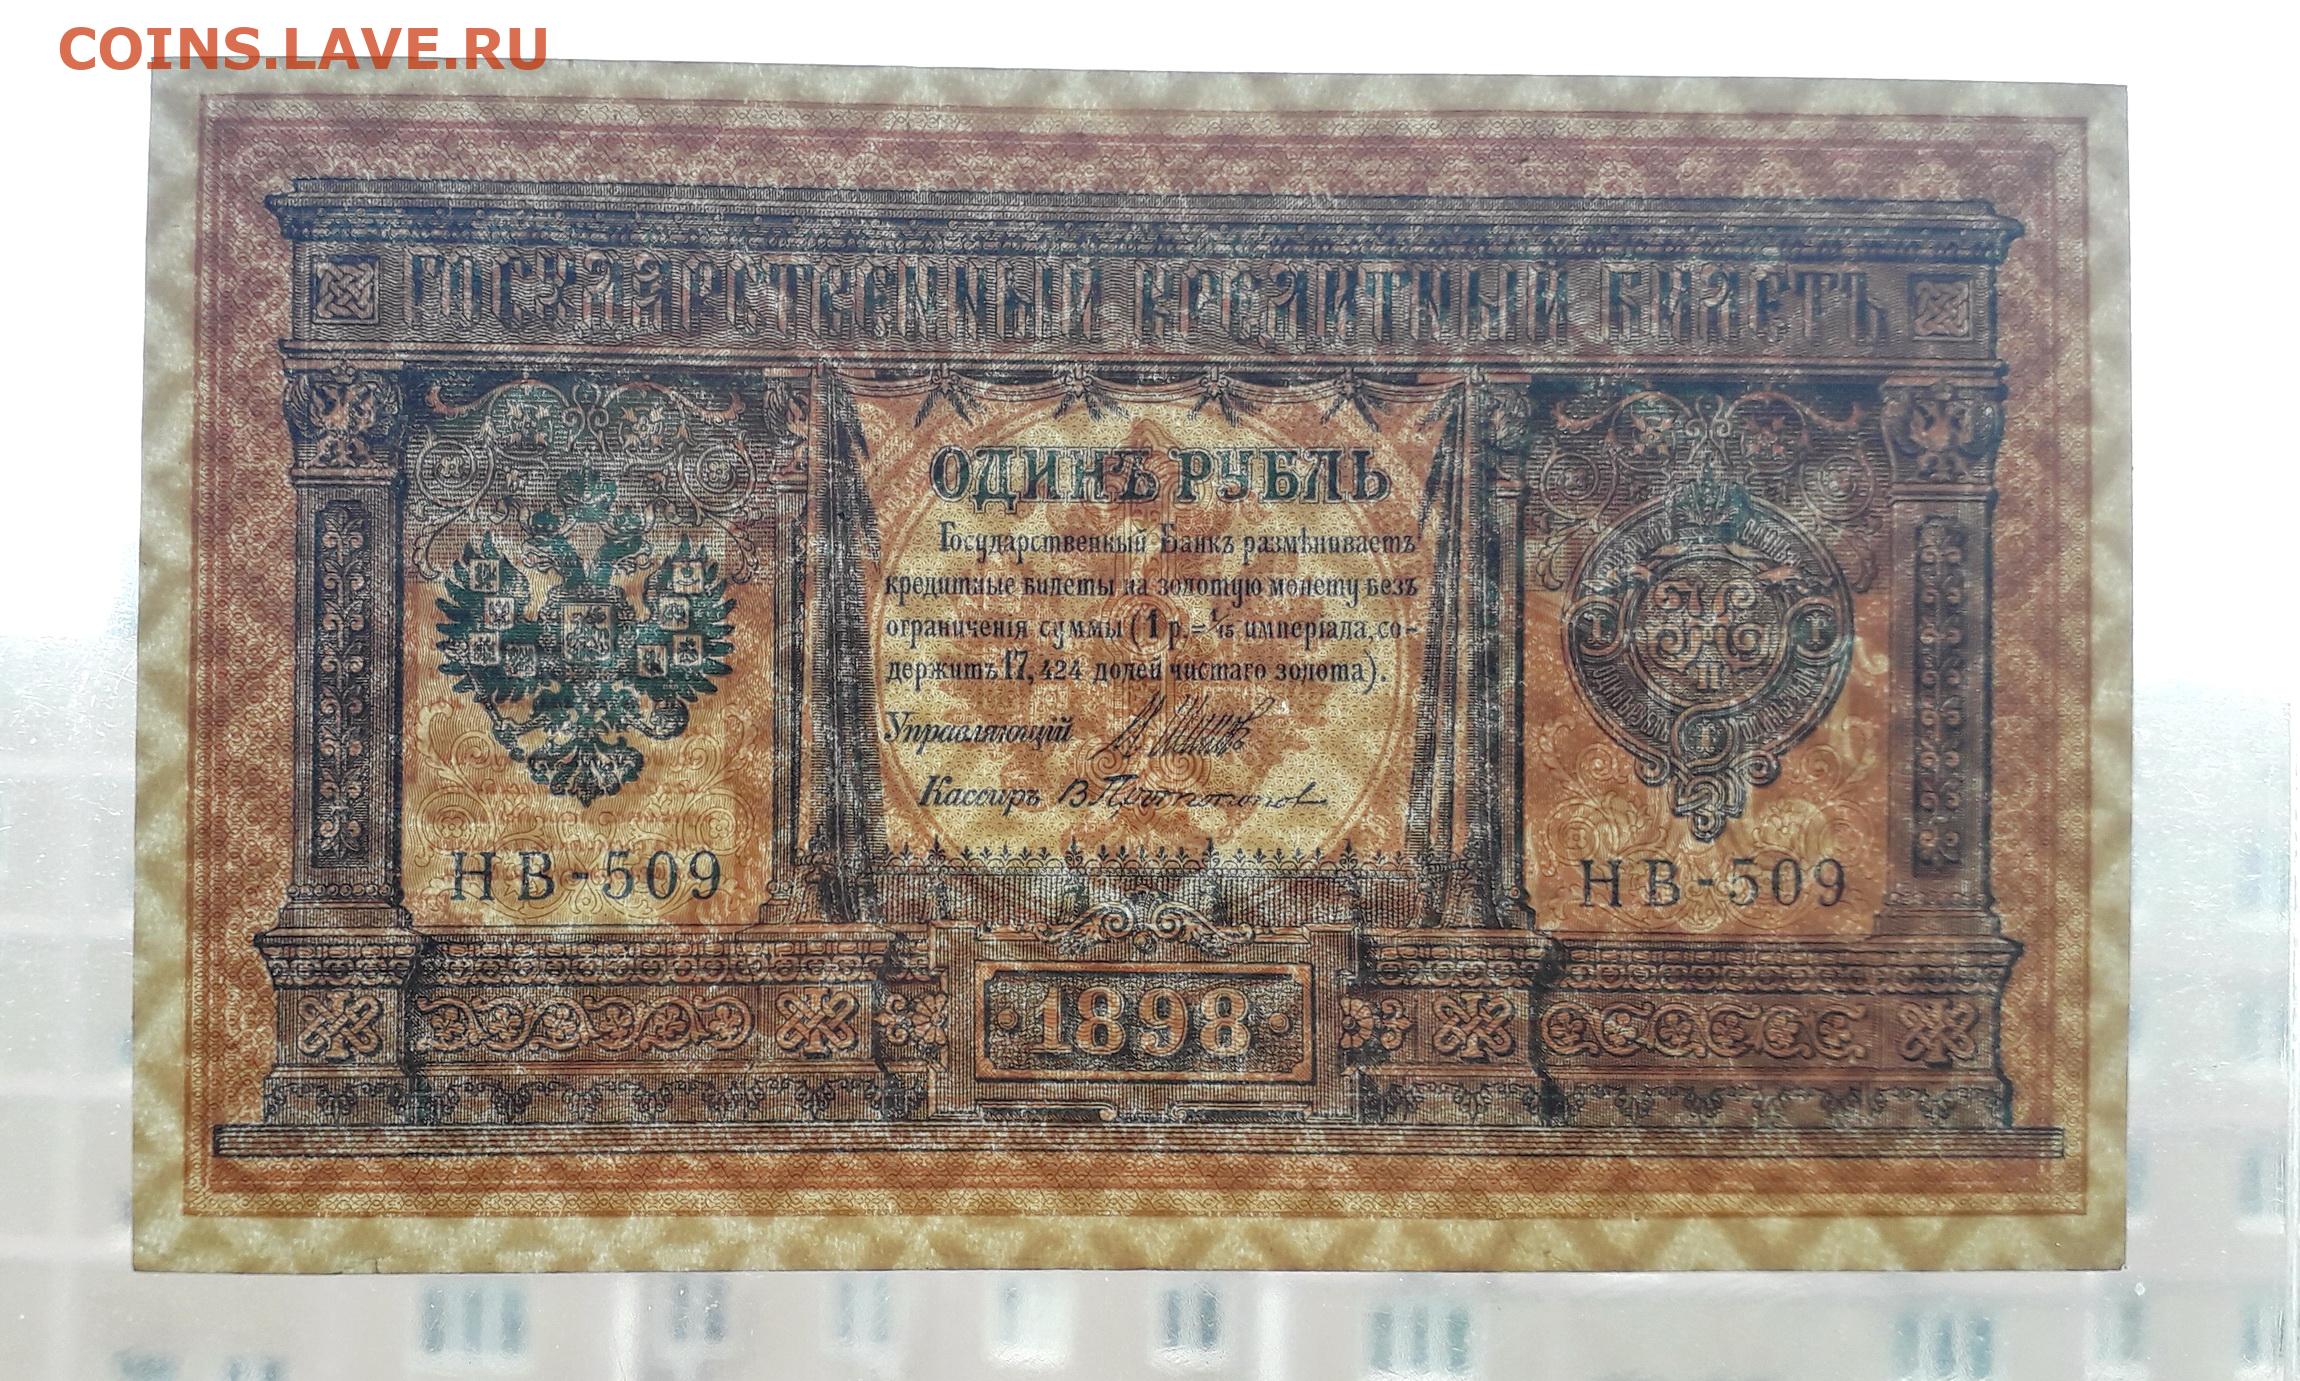 COINS.LAVE.RU
ГОСУДАРСТВЕННЫЙ КРЕДИТНЫЙ БИЛЕТЪ
ОДИНЪ РУБЛЬ
Государственный Банкъ размѣниваетъ
кредитные билеты на золотую монету безъ
ограниченія суммы (1 р.=1/15 имперіала, со-
держитъ 17,424 долей чистаго золота).
Управляющій
Кассиръ
НВ-509
НВ-509
1898